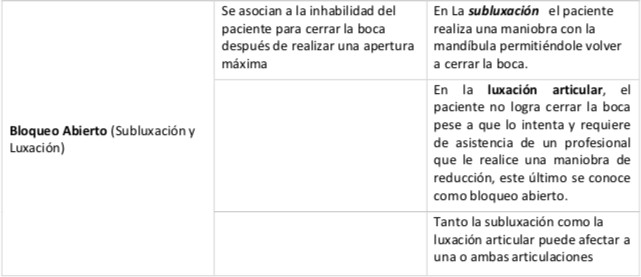 Bloqueo Abierto (Subluxación y
Luxación)
Se asocian a la inhabilidad del
paciente para cerrar la boca
después de realizar una apertura
máxima
En La subluxación el paciente
realiza una maniobra con la
mandíbula permitiéndole volver
a cerrar la boca.
En la luxación articular, el
paciente no logra cerrar la boca
pese a que lo intenta y requiere
de asistencia de un profesional
que le realice una maniobra de
reducción, este último se conoce
como bloqueo abierto.
Tanto la subluxación como la
luxación articular puede afectar a
una o ambas articulaciones